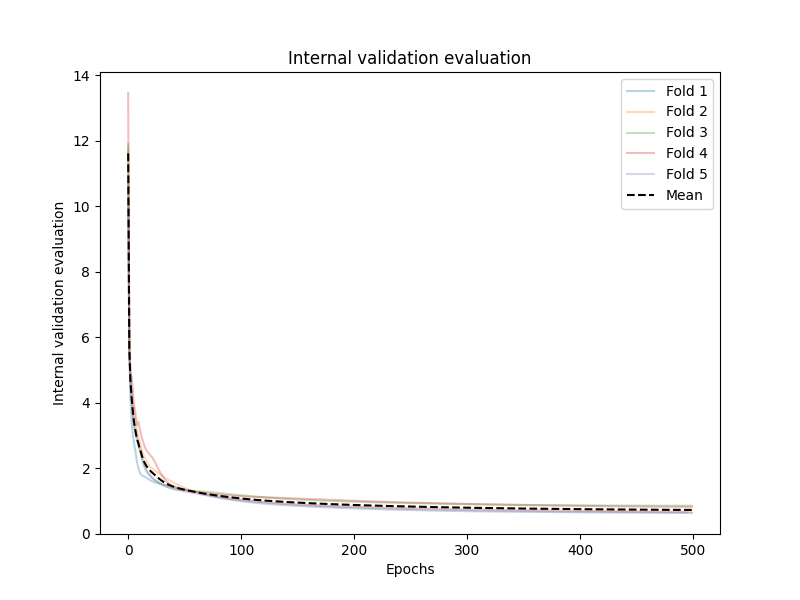 Internal validation evaluation
14
12
10
8
6
4
2
0
Internal validation evaluation
Fold 1
Fold 2
Fold 3
Fold 4
Fold 5
Mean
0 100 200 300 400 500
Epochs